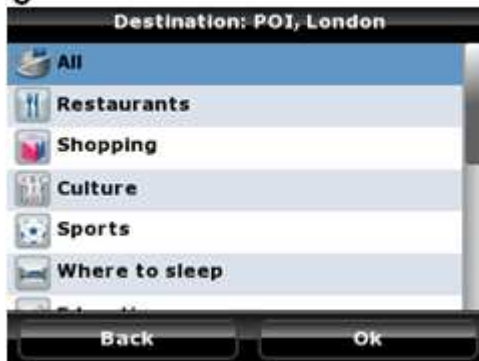 Destination: POI, London
All
Restaurants
Shopping
Culture
Sports
Where to sleep
Back
Ok